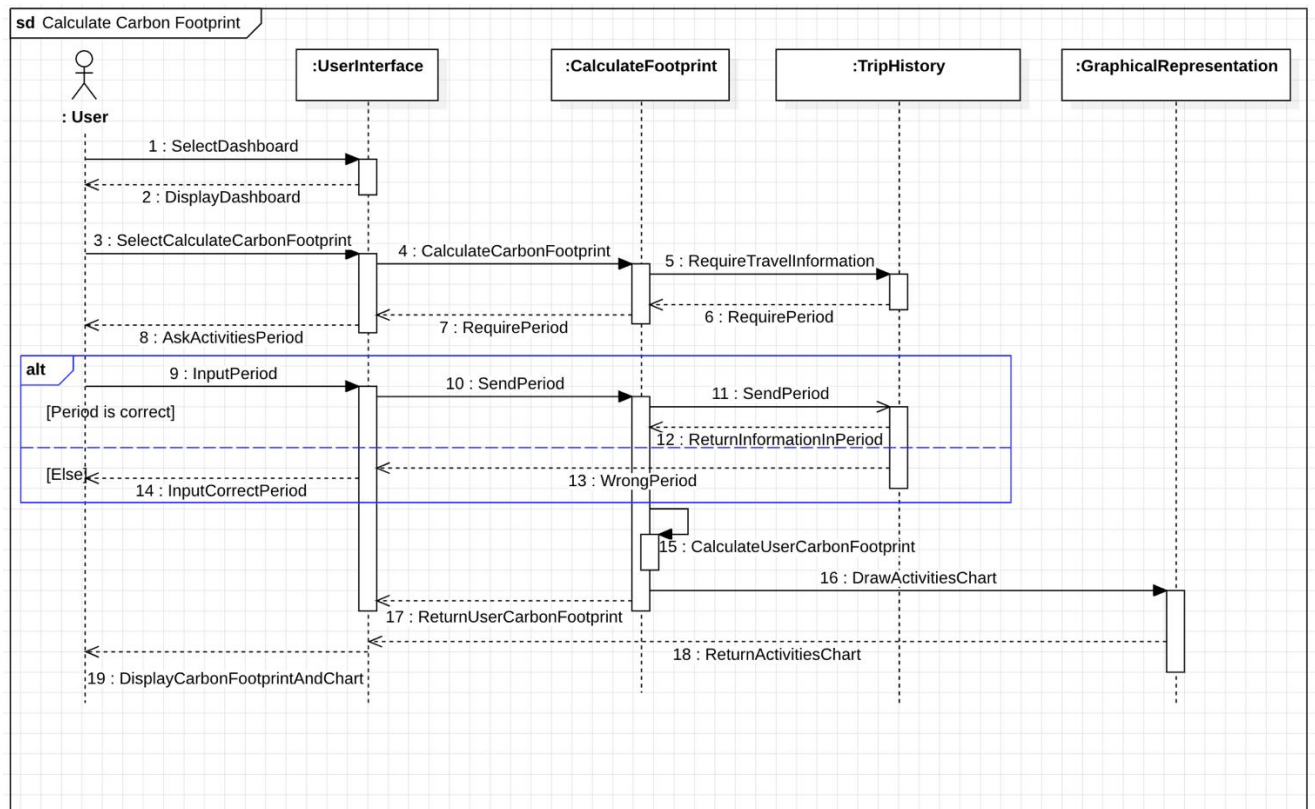 sd Calculate Carbon Footprint
:UserInterface
:CalculateFootprint
:TripHistory
:GraphicalRepresentation
: User
1 : SelectDashboard
2 : DisplayDashboard
3 : SelectCalculateCarbonFootprint
4 : CalculateCarbonFootprint
5 : RequireTravelInformation
6 : RequirePeriod
7 : RequirePeriod
8 : AskActivitiesPeriod
alt
9 : InputPeriod
10 : SendPeriod
11 : SendPeriod
[Period is correct]
12 : ReturnInformationInPeriod
[Else]
13 : WrongPeriod
14 : InputCorrectPeriod
15 : CalculateUserCarbonFootprint
16 : DrawActivitiesChart
17 : ReturnUserCarbonFootprint
18 : ReturnActivitiesChart
19 : DisplayCarbonFootprintAndChart